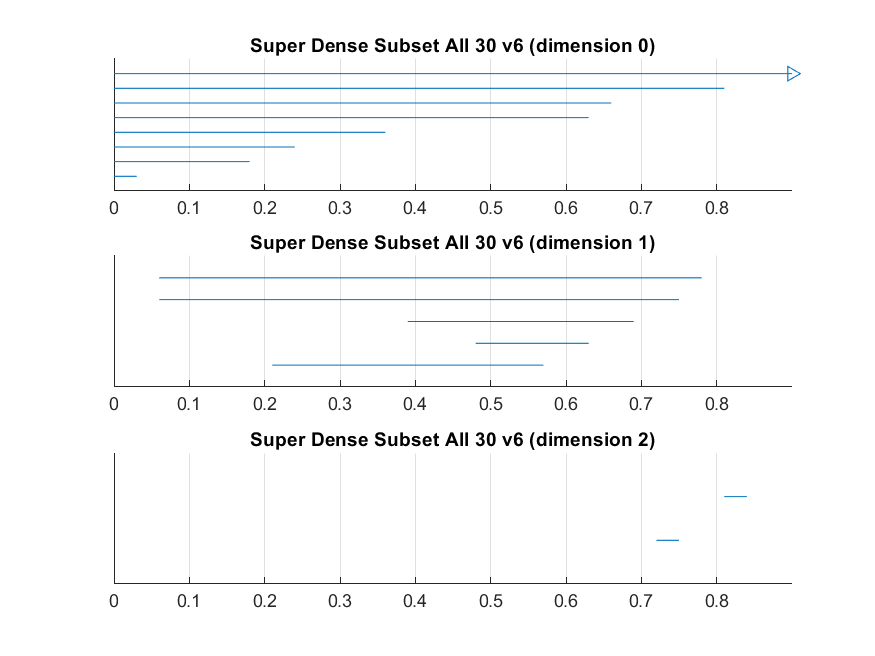 Super Dense Subset All 30 v6 (dimension 0)
0 0.1 0.2 0.3 0.4 0.5 0.6 0.7 0.8
Super Dense Subset All 30 v6 (dimension 1)
0 0.1 0.2 0.3 0.4 0.5 0.6 0.7 0.8
Super Dense Subset All 30 v6 (dimension 2)
0 0.1 0.2 0.3 0.4 0.5 0.6 0.7 0.8